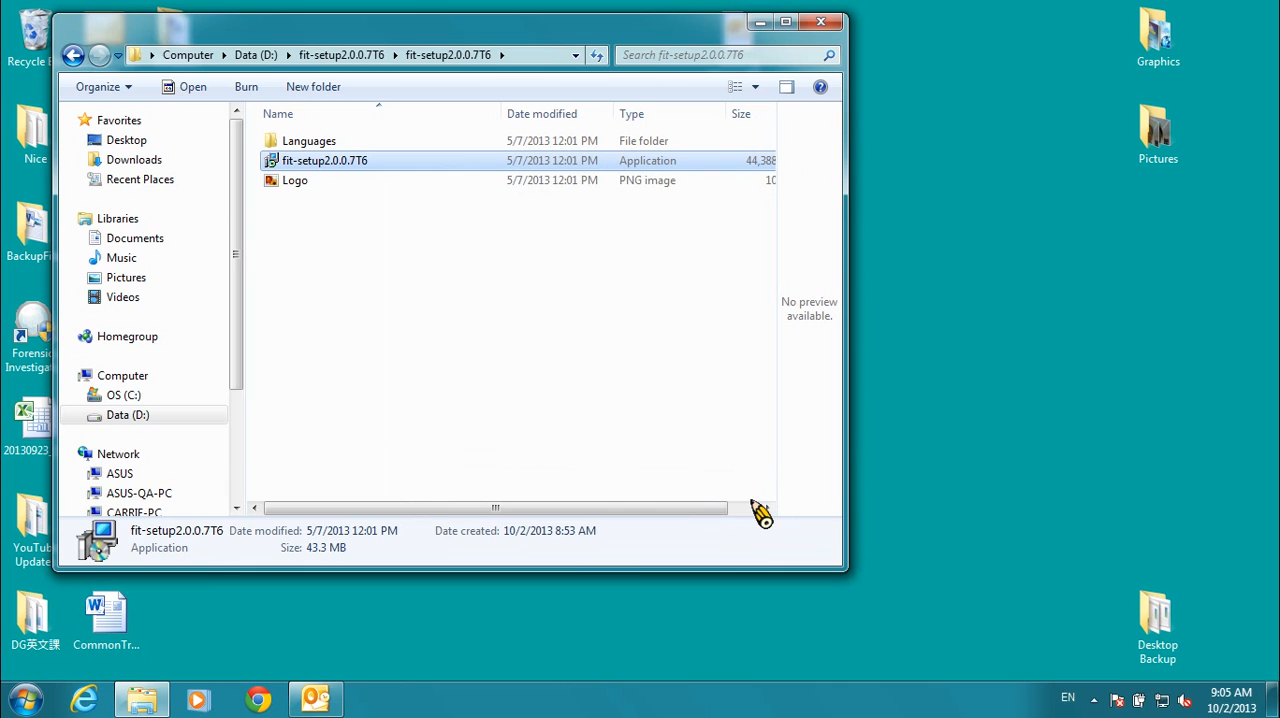 Computer
Data (D:)
fit-setup2.0.0.7T6
fit-setup2.0.0.7T6
Search fit-setup2.0.0.7T6
Organize
Open
Burn
New folder
Name
Date modified
Type
Size
Languages
5/7/2013 12:01 PM
File folder
fit-setup2.0.0.7T6
5/7/2013 12:01 PM
Application
44,388
Logo
5/7/2013 12:01 PM
PNG image
10
Favorites
Desktop
Downloads
Recent Places
Libraries
Documents
Music
Pictures
Videos
Homegroup
Computer
OS (C:)
Data (D:)
Network
ASUS
ASUS-QA-PC
CARRIE-PC
No preview
available.
fit-setup2.0.0.7T6
Date modified: 5/7/2013 12:01 PM
Date created: 10/2/2013 8:53 AM
Application
Size: 43.3 MB
Recycle
Nice
BackupFi
Forensi
Investiga
20130923_
YouTu
Update
DG英文課
CommonTr...
Graphics
Pictures
Desktop
Backup
EN
9:05 AM
10/2/2013